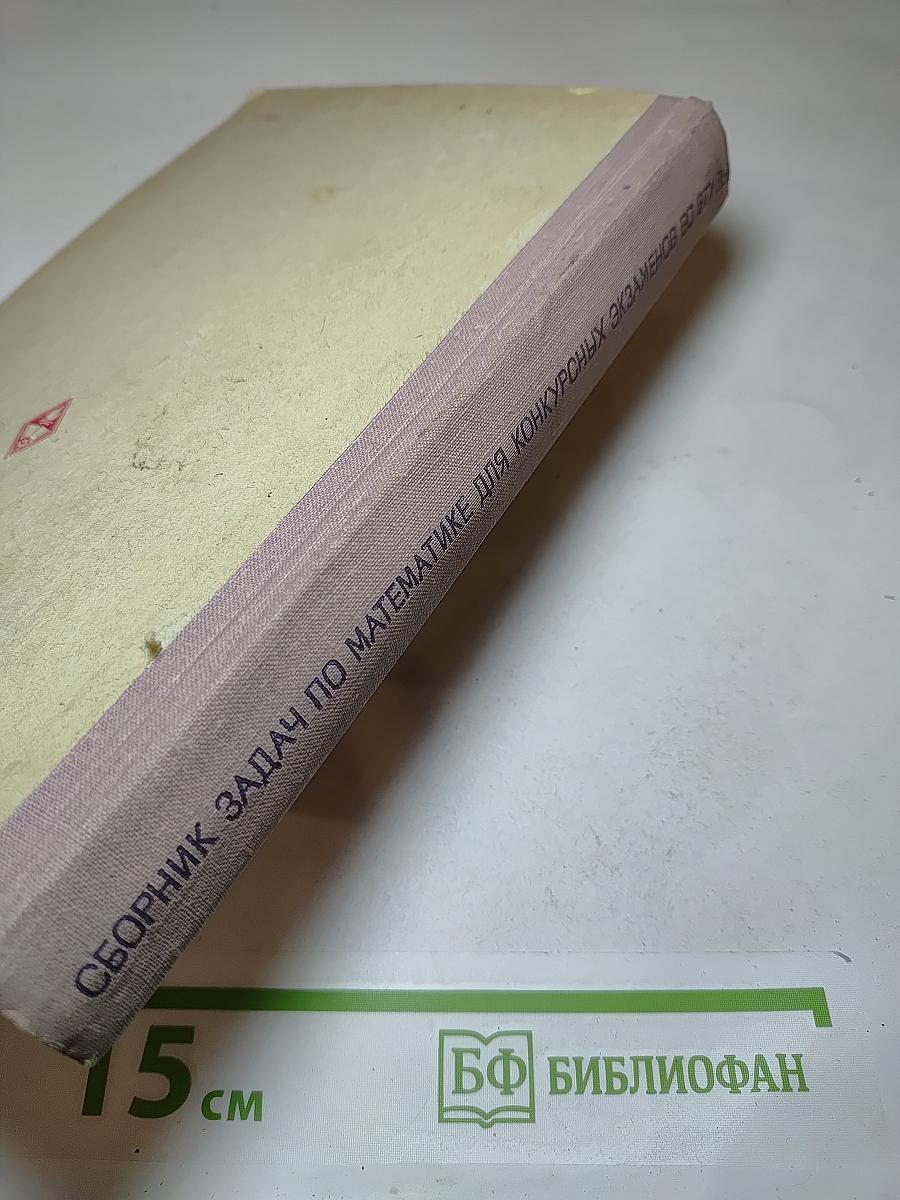 СБОРНИК ЗАДАЧ ПО МАТЕМАТИКЕ ДЛЯ КОНКУРСНЫХ ЭКЗАМЕНОВ ВО ВТУЗЫ
15 см
БФ БИБЛИОФАН